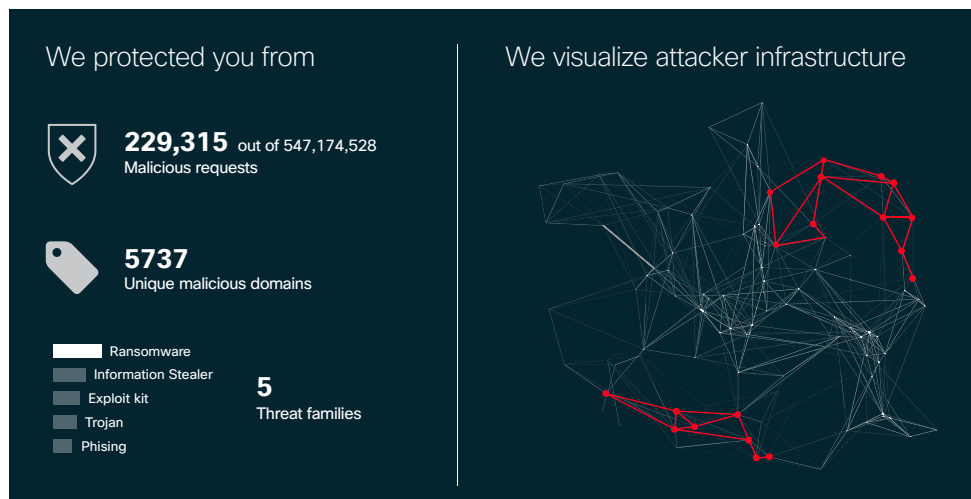 We protected you from
229,315 out of 547,174,528
Malicious requests
5737
Unique malicious domains
Ransomware
Information Stealer
Exploit kit
Trojan
Phising
5
Threat families
We visualize attacker infrastructure